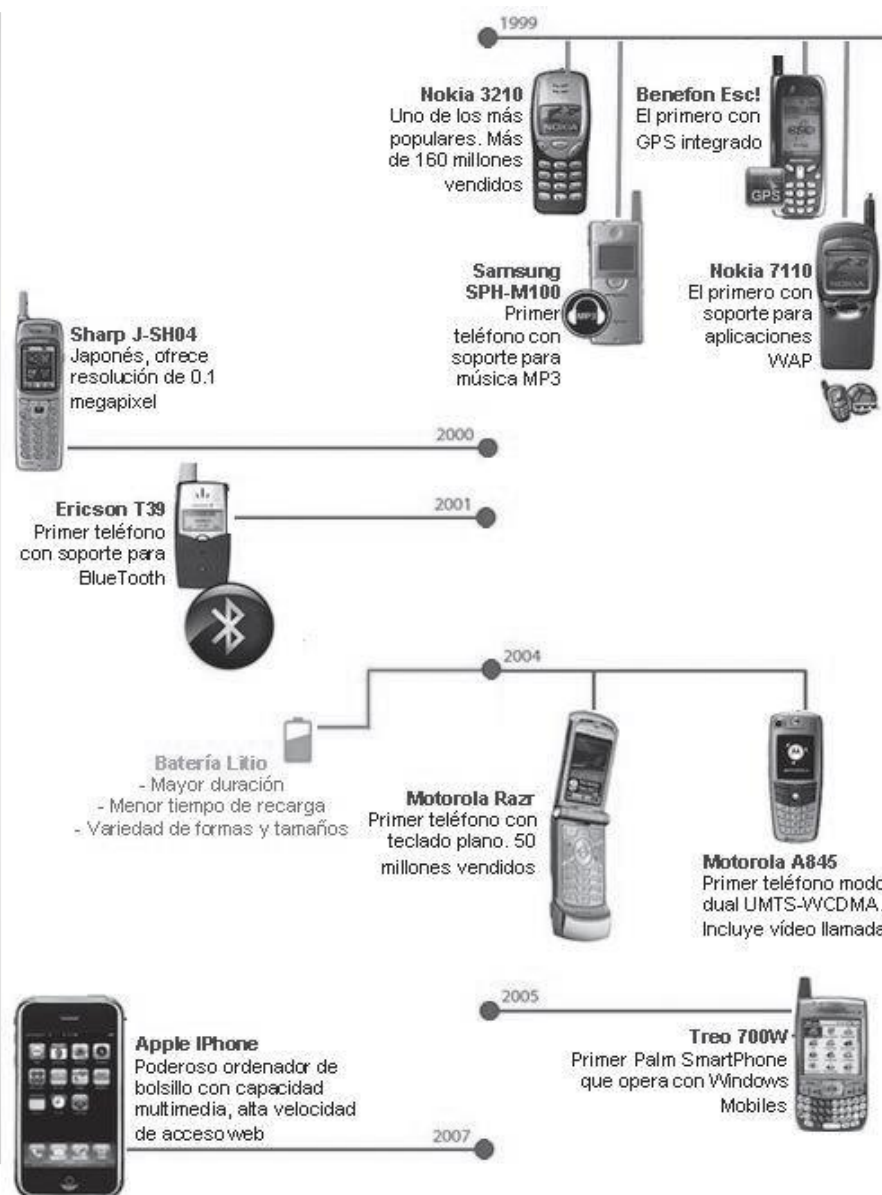 1999
Nokia 3210
Uno de los más
populares. Más
de 160 millones
vendidos
NOKIA
Benefon Esc!
El primero con
GPS integrado
esc!
GPS
Samsung
SPH-M100
Primer
teléfono con
soporte para
música MP3
MP3
Nokia 7110
El primero con
soporte para
aplicaciones
WAP
NOKIA
Sharp J-SH04
Japonés, ofrece
resolución de 0.1
megapixel
2000
Ericson T39
Primer teléfono
con soporte para
BlueTooth
2001
2004
Batería Litio
- Mayor duración
- Menor tiempo de recarga
- Variedad de formas y tamaños
Motorola Razr
Primer teléfono con
teclado plano. 50
millones vendidos
Motorola A845
Primer teléfono modo
dual UMTS-WCDMA.
Incluye vídeo llamada
2005
Treo 700W
Primer Palm SmartPhone
que opera con Windows
Mobiles
Apple IPhone
Poderoso ordenador de
bolsillo con capacidad
multimedia, alta velocidad
de acceso web
2007